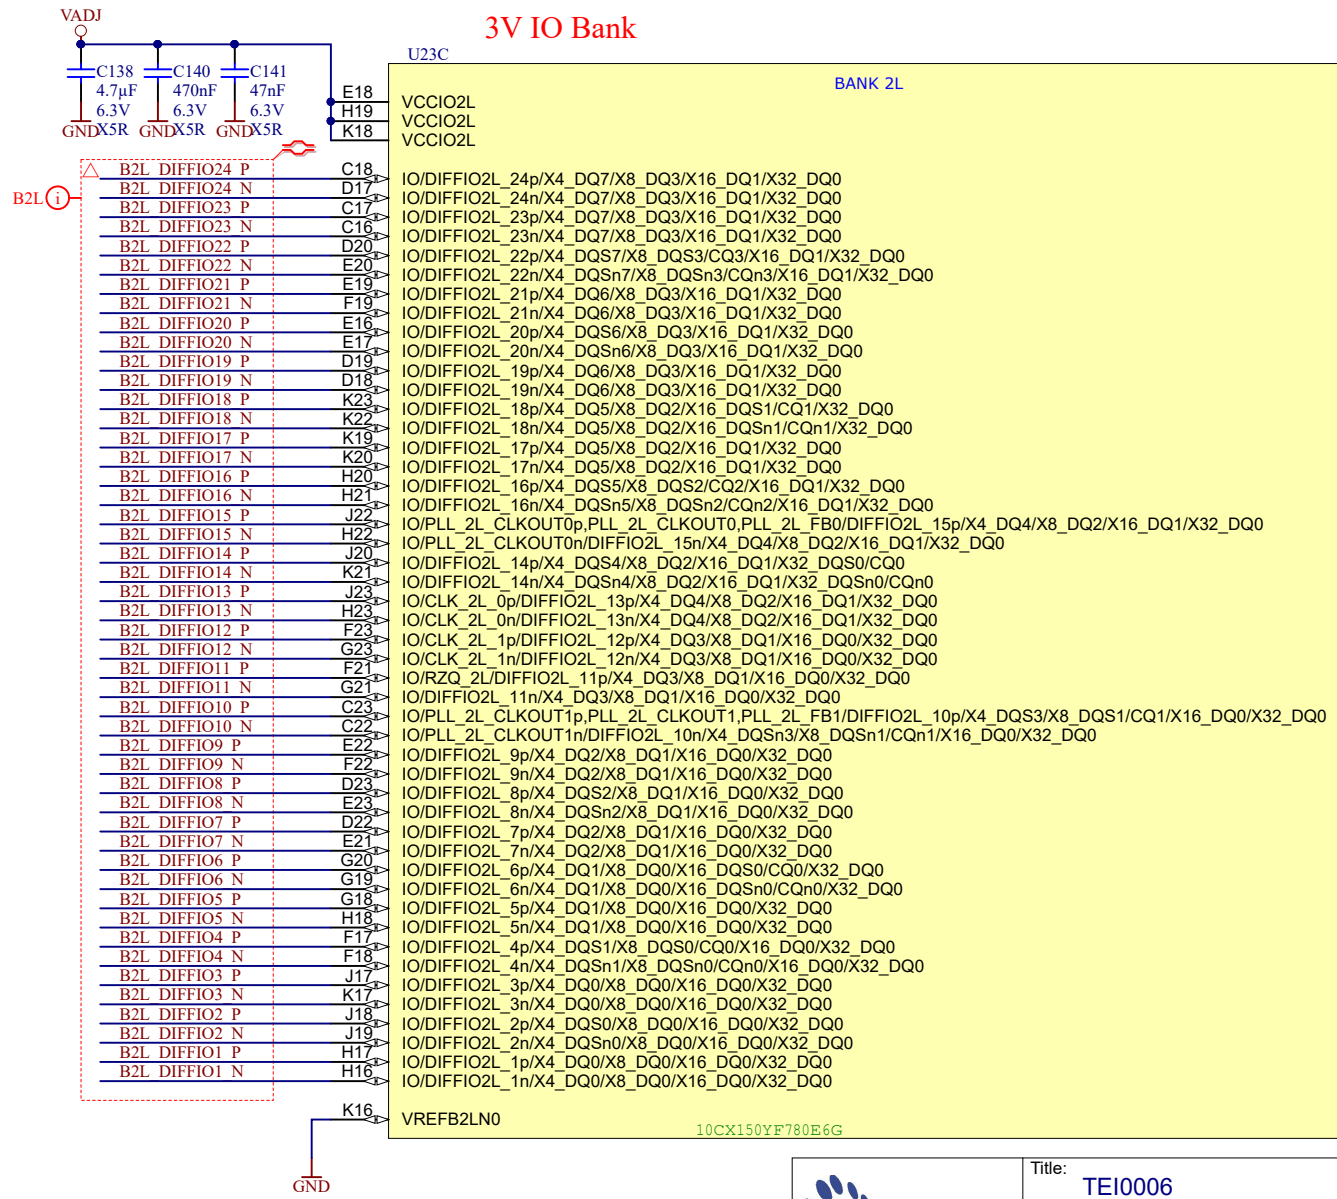 VADJ
3V IO Bank
U23C
BANK 2L
C138 C140 C141
4.7µF 470nF 47nF
6.3V 6.3V 6.3V
X5R X5R X5R
GND GND GND
E18 VCCIO2L
H19 VCCIO2L
K18 VCCIO2L
B2L i
B2L_DIFFIO24_P C18 IO/DIFFIO2L_24p/X4_DQ7/X8_DQ3/X16_DQ1/X32_DQ0
B2L_DIFFIO24_N D17 IO/DIFFIO2L_24n/X4_DQ7/X8_DQ3/X16_DQ1/X32_DQ0
B2L_DIFFIO23_P C17 IO/DIFFIO2L_23p/X4_DQ7/X8_DQ3/X16_DQ1/X32_DQ0
B2L_DIFFIO23_N C16 IO/DIFFIO2L_23n/X4_DQ7/X8_DQ3/X16_DQ1/X32_DQ0
B2L_DIFFIO22_P D20 IO/DIFFIO2L_22p/X4_DQS7/X8_DQS3/CQ3/X16_DQ1/X32_DQ0
B2L_DIFFIO22_N E20 IO/DIFFIO2L_22n/X4_DQSn7/X8_DQSn3/CQn3/X16_DQ1/X32_DQ0
B2L_DIFFIO21_P E19 IO/DIFFIO2L_21p/X4_DQ6/X8_DQ3/X16_DQ1/X32_DQ0
B2L_DIFFIO21_N F19 IO/DIFFIO2L_21n/X4_DQ6/X8_DQ3/X16_DQ1/X32_DQ0
B2L_DIFFIO20_P E16 IO/DIFFIO2L_20p/X4_DQS6/X8_DQ3/X16_DQ1/X32_DQ0
B2L_DIFFIO20_N E17 IO/DIFFIO2L_20n/X4_DQSn6/X8_DQ3/X16_DQ1/X32_DQ0
B2L_DIFFIO19_P D19 IO/DIFFIO2L_19p/X4_DQ6/X8_DQ3/X16_DQ1/X32_DQ0
B2L_DIFFIO19_N D18 IO/DIFFIO2L_19n/X4_DQ6/X8_DQ3/X16_DQ1/X32_DQ0
B2L_DIFFIO18_P K23 IO/DIFFIO2L_18p/X4_DQ5/X8_DQ2/X16_DQS1/CQ1/X32_DQ0
B2L_DIFFIO18_N K22 IO/DIFFIO2L_18n/X4_DQ5/X8_DQ2/X16_DQSn1/CQn1/X32_DQ0
B2L_DIFFIO17_P K19 IO/DIFFIO2L_17p/X4_DQ5/X8_DQ2/X16_DQ1/X32_DQ0
B2L_DIFFIO17_N K20 IO/DIFFIO2L_17n/X4_DQ5/X8_DQ2/X16_DQ1/X32_DQ0
B2L_DIFFIO16_P H20 IO/DIFFIO2L_16p/X4_DQS5/X8_DQS2/CQ2/X16_DQ1/X32_DQ0
B2L_DIFFIO16_N H21 IO/DIFFIO2L_16n/X4_DQSn5/X8_DQSn2/CQn2/X16_DQ1/X32_DQ0
B2L_DIFFIO15_P J22 IO/PLL_2L_CLKOUT0p,PLL_2L_CLKOUT0,PLL_2L_FB0/DIFFIO2L_15p/X4_DQ4/X8_DQ2/X16_DQ1/X32_DQ0
B2L_DIFFIO15_N H22 IO/PLL_2L_CLKOUT0n/DIFFIO2L_15n/X4_DQ4/X8_DQ2/X16_DQ1/X32_DQ0
B2L_DIFFIO14_P J20 IO/DIFFIO2L_14p/X4_DQS4/X8_DQ2/X16_DQ1/X32_DQS0/CQ0
B2L_DIFFIO14_N K21 IO/DIFFIO2L_14n/X4_DQSn4/X8_DQ2/X16_DQ1/X32_DQSn0/CQn0
B2L_DIFFIO13_P J23 IO/CLK_2L_0p/DIFFIO2L_13p/X4_DQ4/X8_DQ2/X16_DQ1/X32_DQ0
B2L_DIFFIO13_N H23 IO/CLK_2L_0n/DIFFIO2L_13n/X4_DQ4/X8_DQ2/X16_DQ1/X32_DQ0
B2L_DIFFIO12_P F23 IO/CLK_2L_1p/DIFFIO2L_12p/X4_DQ3/X8_DQ1/X16_DQ0/X32_DQ0
B2L_DIFFIO12_N G23 IO/CLK_2L_1n/DIFFIO2L_12n/X4_DQ3/X8_DQ1/X16_DQ0/X32_DQ0
B2L_DIFFIO11_P F21 IO/RZQ_2L/DIFFIO2L_11p/X4_DQ3/X8_DQ1/X16_DQ0/X32_DQ0
B2L_DIFFIO11_N G21 IO/DIFFIO2L_11n/X4_DQ3/X8_DQ1/X16_DQ0/X32_DQ0
B2L_DIFFIO10_P C23 IO/PLL_2L_CLKOUT1p,PLL_2L_CLKOUT1,PLL_2L_FB1/DIFFIO2L_10p/X4_DQS3/X8_DQS1/CQ1/X16_DQ0/X32_DQ0
B2L_DIFFIO10_N C22 IO/PLL_2L_CLKOUT1n/DIFFIO2L_10n/X4_DQSn3/X8_DQSn1/CQn1/X16_DQ0/X32_DQ0
B2L_DIFFIO9_P E22 IO/DIFFIO2L_9p/X4_DQ2/X8_DQ1/X16_DQ0/X32_DQ0
B2L_DIFFIO9_N F22 IO/DIFFIO2L_9n/X4_DQ2/X8_DQ1/X16_DQ0/X32_DQ0
B2L_DIFFIO8_P D23 IO/DIFFIO2L_8p/X4_DQS2/X8_DQ1/X16_DQ0/X32_DQ0
B2L_DIFFIO8_N E23 IO/DIFFIO2L_8n/X4_DQSn2/X8_DQ1/X16_DQ0/X32_DQ0
B2L_DIFFIO7_P D22 IO/DIFFIO2L_7p/X4_DQ2/X8_DQ1/X16_DQ0/X32_DQ0
B2L_DIFFIO7_N E21 IO/DIFFIO2L_7n/X4_DQ2/X8_DQ1/X16_DQ0/X32_DQ0
B2L_DIFFIO6_P G20 IO/DIFFIO2L_6p/X4_DQ1/X8_DQ0/X16_DQS0/CQ0/X32_DQ0
B2L_DIFFIO6_N G19 IO/DIFFIO2L_6n/X4_DQ1/X8_DQ0/X16_DQSn0/CQn0/X32_DQ0
B2L_DIFFIO5_P G18 IO/DIFFIO2L_5p/X4_DQ1/X8_DQ0/X16_DQ0/X32_DQ0
B2L_DIFFIO5_N H18 IO/DIFFIO2L_5n/X4_DQ1/X8_DQ0/X16_DQ0/X32_DQ0
B2L_DIFFIO4_P F17 IO/DIFFIO2L_4p/X4_DQS1/X8_DQS0/CQ0/X16_DQ0/X32_DQ0
B2L_DIFFIO4_N F18 IO/DIFFIO2L_4n/X4_DQSn1/X8_DQSn0/CQn0/X16_DQ0/X32_DQ0
B2L_DIFFIO3_P J17 IO/DIFFIO2L_3p/X4_DQ0/X8_DQ0/X16_DQ0/X32_DQ0
B2L_DIFFIO3_N K17 IO/DIFFIO2L_3n/X4_DQ0/X8_DQ0/X16_DQ0/X32_DQ0
B2L_DIFFIO2_P J18 IO/DIFFIO2L_2p/X4_DQS0/X8_DQ0/X16_DQ0/X32_DQ0
B2L_DIFFIO2_N J19 IO/DIFFIO2L_2n/X4_DQSn0/X8_DQ0/X16_DQ0/X32_DQ0
B2L_DIFFIO1_P H17 IO/DIFFIO2L_1p/X4_DQ0/X8_DQ0/X16_DQ0/X32_DQ0
B2L_DIFFIO1_N H16 IO/DIFFIO2L_1n/X4_DQ0/X8_DQ0/X16_DQ0/X32_DQ0
K16 VREFB2LN0
10CX150YF780E6G
GND
Title:
TEI0006